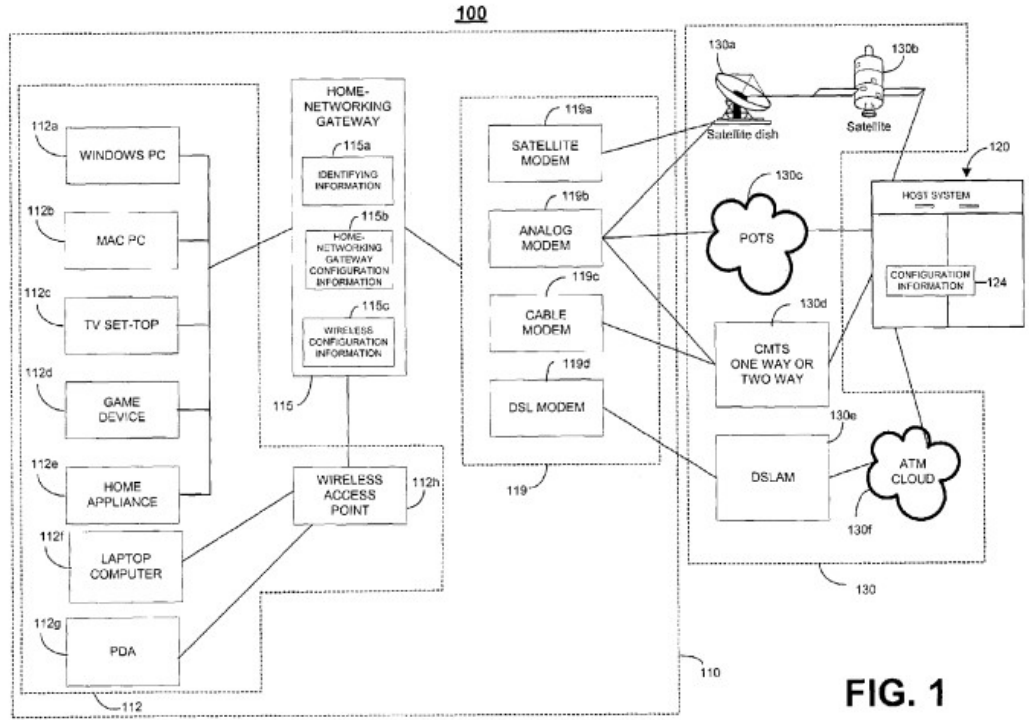 100
112a
WINDOWS PC
112b
MAC PC
112c
TV SET-TOP
112d
GAME
DEVICE
112e
HOME
APPLIANCE
112f
LAPTOP
COMPUTER
112g
PDA
112
HOME-
NETWORKING
GATEWAY
115a
IDENTIFYING
INFORMATION
115b
HOME-
NETWORKING
GATEWAY
CONFIGURATION
INFORMATION
115c
WIRELESS
CONFIGURATION
INFORMATION
115
WIRELESS
ACCESS
POINT
112h
119a
SATELLITE
MODEM
119b
ANALOG
MODEM
119c
CABLE
MODEM
119d
DSL MODEM
119
110
130a
Satellite dish
130b
Satellite
130c
POTS
130d
CMTS
ONE WAY OR
TWO WAY
130e
DSLAM
ATM
CLOUD
130f
130
120
HOST SYSTEM
CONFIGURATION
INFORMATION
124
FIG. 1